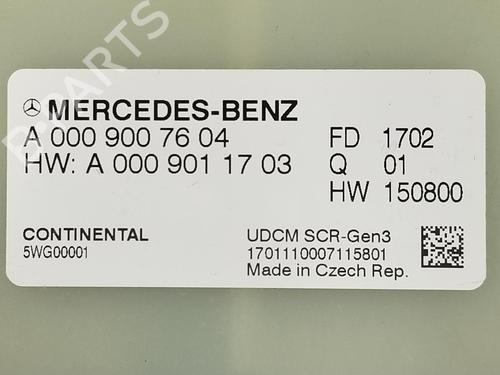 MERCEDES-BENZ
A 000 900 76 04 FD 1702
HW: A 000 901 17 03 Q 01
HW 150800
CONTINENTAL UDCM SCR-Gen3
5WG00001 1701110007115801
Made in Czech Rep.